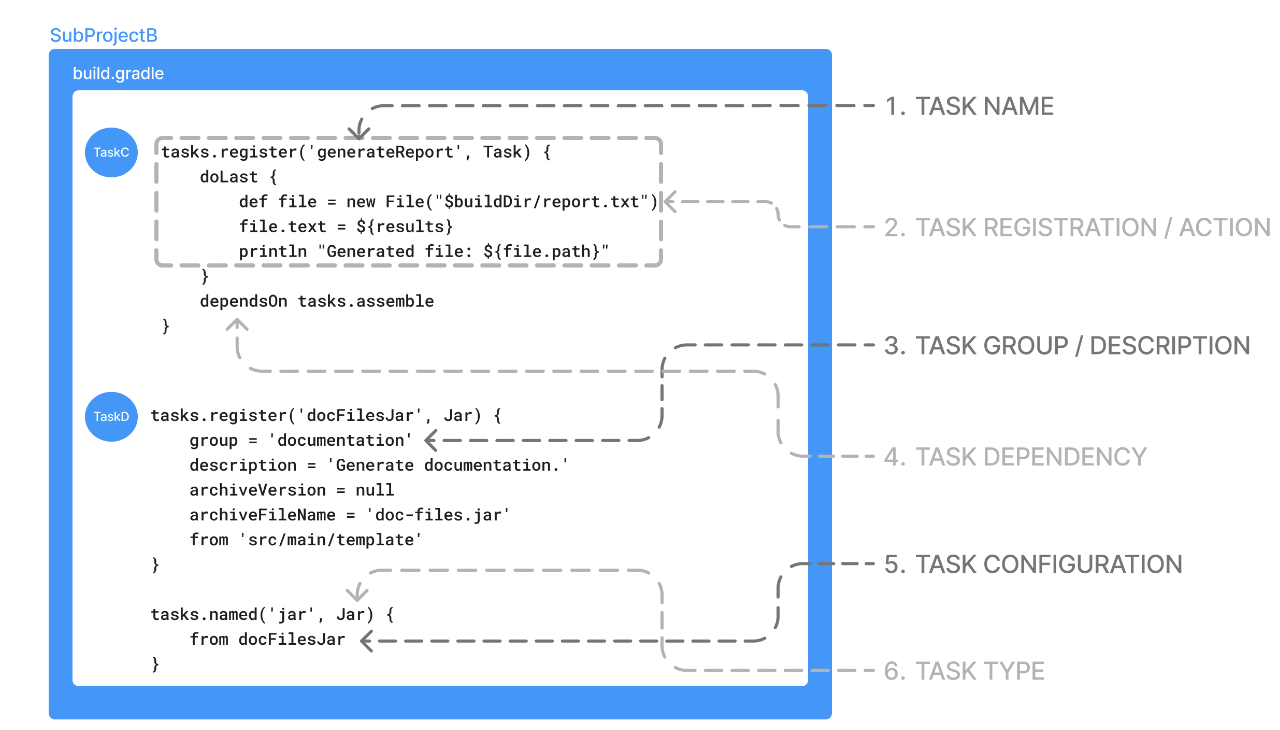 SubProjectB
build.gradle
1. TASK NAME
TaskC
tasks.register('generateReport', Task) {
doLast {
def file = new File("$buildDir/report.txt")
2. TASK REGISTRATION / ACTION
file.text = ${results}
println "Generated file: ${file.path}"
}
dependsOn tasks.assemble
}
3. TASK GROUP / DESCRIPTION
TaskD
tasks.register('docFilesJar', Jar) {
group = 'documentation'
4. TASK DEPENDENCY
description = 'Generate documentation.'
archiveVersion = null
archiveFileName = 'doc-files.jar'
from 'src/main/template'
}
5. TASK CONFIGURATION
tasks.named('jar', Jar) {
from docFilesJar
}
6. TASK TYPE